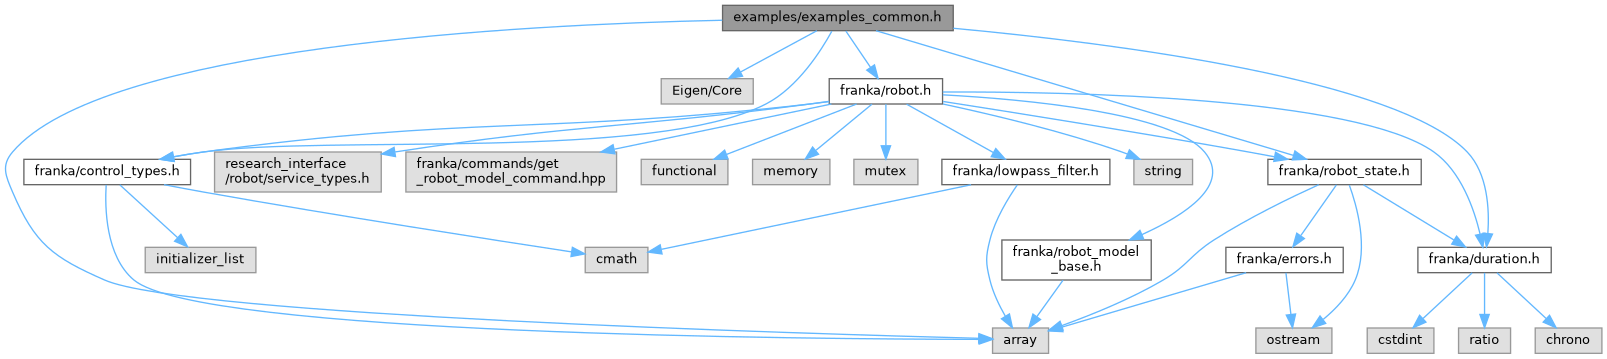 examples/examples_common.h
Eigen/Core
franka/robot.h
franka/control_types.h
research_interface
/robot/service_types.h
franka/commands/get
_robot_model_command.hpp
functional
memory
mutex
franka/lowpass_filter.h
string
franka/robot_state.h
initializer_list
cmath
franka/robot_model
_base.h
franka/errors.h
franka/duration.h
array
ostream
cstdint
ratio
chrono